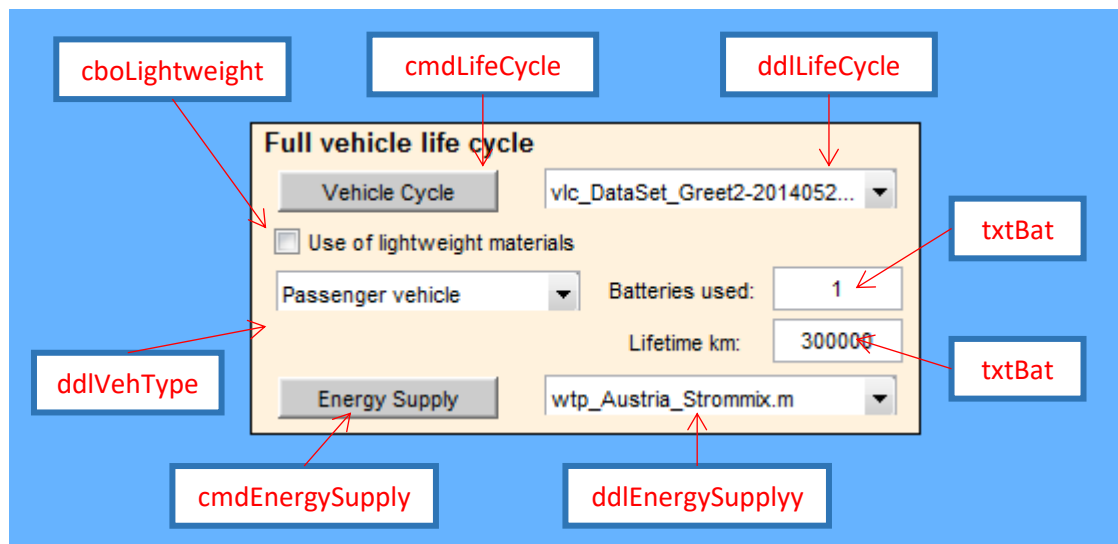 cboLightweight
cmdLifeCycle
ddlLifeCycle
Full vehicle life cycle
Vehicle Cycle
vlc_DataSet_Greet2-2014052...
Use of lightweight materials
txtBat
Passenger vehicle
Batteries used:
1
Lifetime km:
300000
ddlVehType
txtBat
Energy Supply
wtp_Austria_Strommix.m
cmdEnergySupply
ddlEnergySupplyy